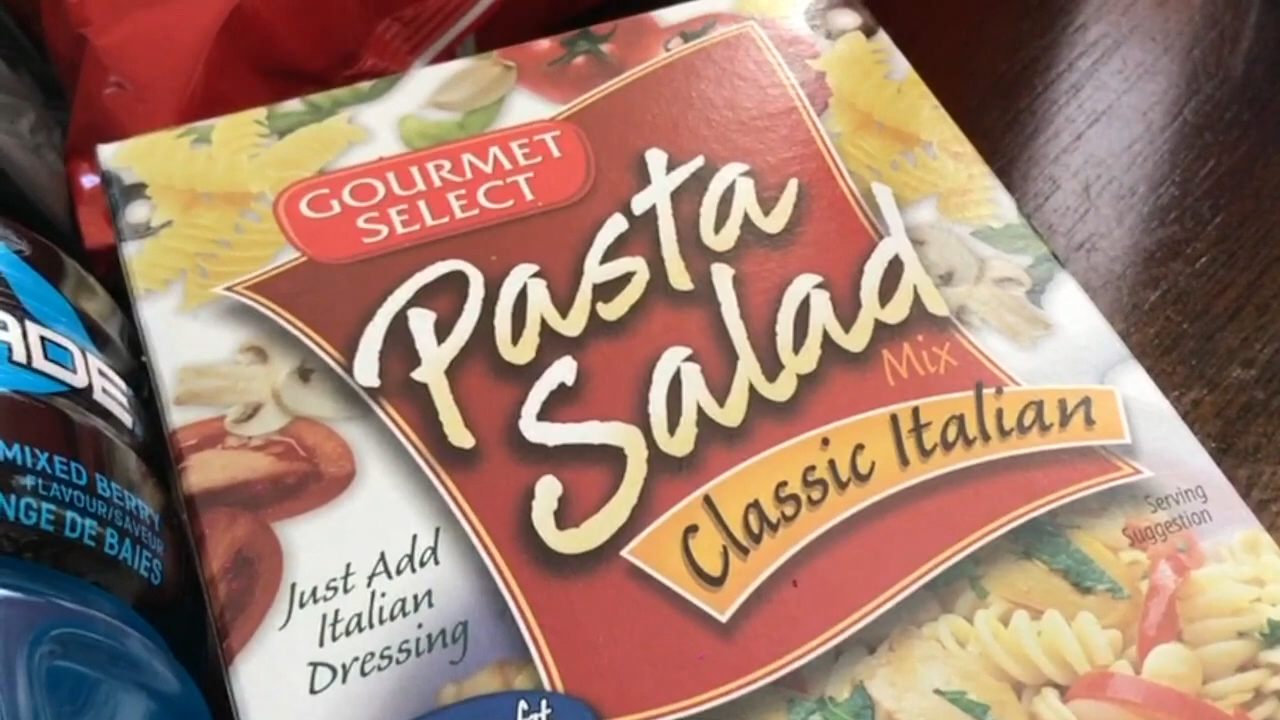 GOURMET
SELECT
Pasta
Salad
Mix
Classic Italian
Serving
Suggestion
Just Add
Italian
Dressing
fat
ADE
MIXED BERRY
FLAVOUR/SAVEUR
NGE DE BAIES